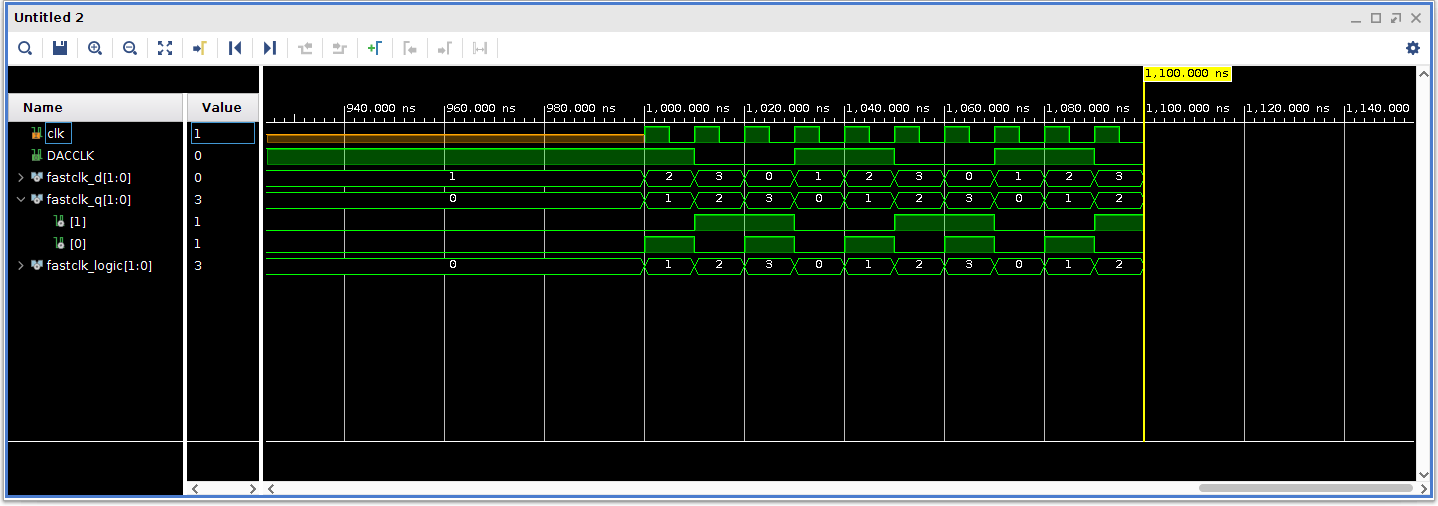 Untitled 2
1,100.000 ns
Name Value
940.000 ns 960.000 ns 980.000 ns 1,000.000 ns 1,020.000 ns 1,040.000 ns 1,060.000 ns 1,080.000 ns 1,100.000 ns 1,120.000 ns 1,140.000
clk 1
DACCLK 0
fastclk_d[1:0] 0 1 2 3 0 1 2 3 0 1 2 3
fastclk_q[1:0] 3 0 1 2 3 0 1 2 3 0 1 2
[1] 1
[0] 1
fastclk_logic[1:0] 3 0 1 2 3 0 1 2 3 0 1 2